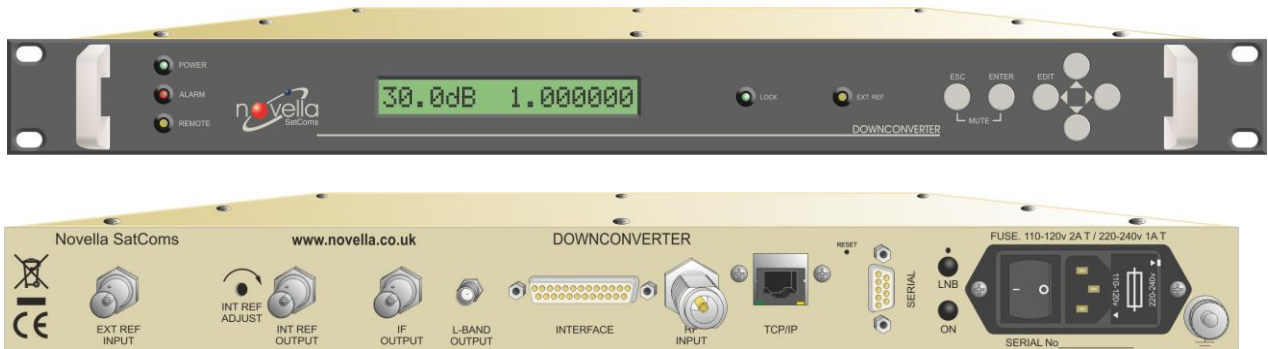 POWER
ALARM
REMOTE
novella
SatComs
30.0dB 1.000000
LOCK
EXT. REF
ESC ENTER EDIT
MUTE
DOWNCONVERTER
Novella SatComs
www.novella.co.uk
DOWNCONVERTER
RESET
FUSE. 110-120v 2A T / 220-240v 1A T
CE
EXT REF
INPUT
INT REF
ADJUST
INT REF
OUTPUT
IF
OUTPUT
L-BAND
OUTPUT
INTERFACE
RF
INPUT
TCP/IP
SERIAL
LNB
ON
I O
110-120v
220-240v
SERIAL No